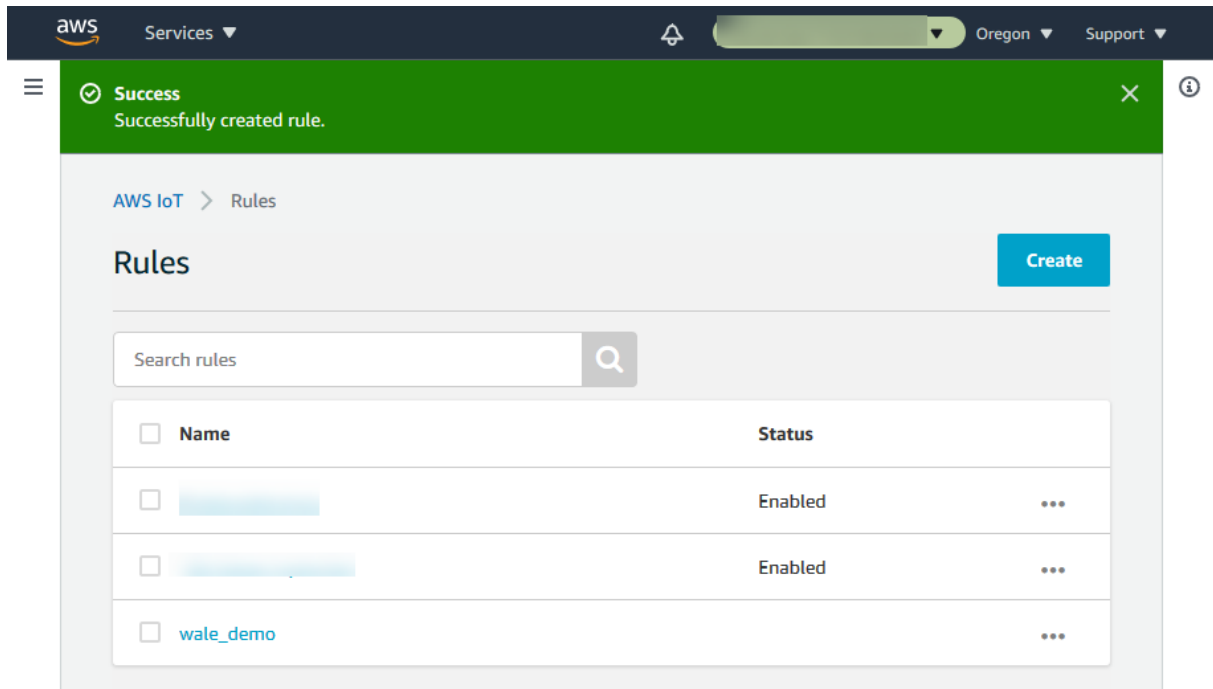 aws Services Oregon Support
Success
Successfully created rule.
AWS IoT > Rules
Rules Create
Search rules
Name Status
Enabled
Enabled
wale_demo